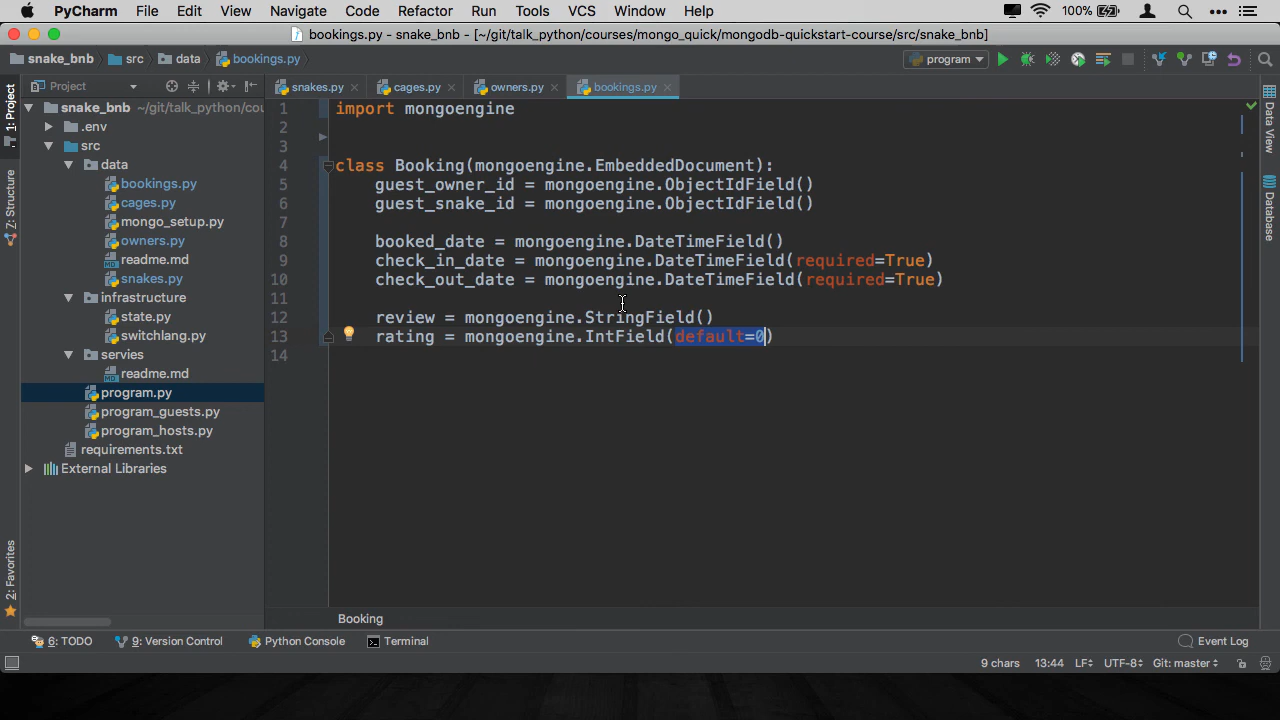 PyCharm File Edit View Navigate Code Refactor Run Tools VCS Window Help 100%
bookings.py - snake_bnb - [~/git/talk_python/courses/mongo_quick/mongodb-quickstart-course/src/snake_bnb]
snake_bnb src data bookings.py program
Project snakes.py cages.py owners.py bookings.py
1: Project
Z: Structure
2: Favorites
snake_bnb ~/git/talk_python/cou
.env
src
data
bookings.py
cages.py
mongo_setup.py
owners.py
readme.md
snakes.py
infrastructure
state.py
switchlang.py
servies
readme.md
program.py
program_guests.py
program_hosts.py
requirements.txt
External Libraries
1 import mongoengine
2
3
4 class Booking(mongoengine.EmbeddedDocument):
5 guest_owner_id = mongoengine.ObjectIdField()
6 guest_snake_id = mongoengine.ObjectIdField()
7
8 booked_date = mongoengine.DateTimeField()
9 check_in_date = mongoengine.DateTimeField(required=True)
10 check_out_date = mongoengine.DateTimeField(required=True)
11
12 review = mongoengine.StringField()
13 rating = mongoengine.IntField(default=0)
14
Data View
Database
Booking
6: TODO 9: Version Control Python Console Terminal Event Log
9 chars 13:44 LF÷ UTF-8÷ Git: master÷